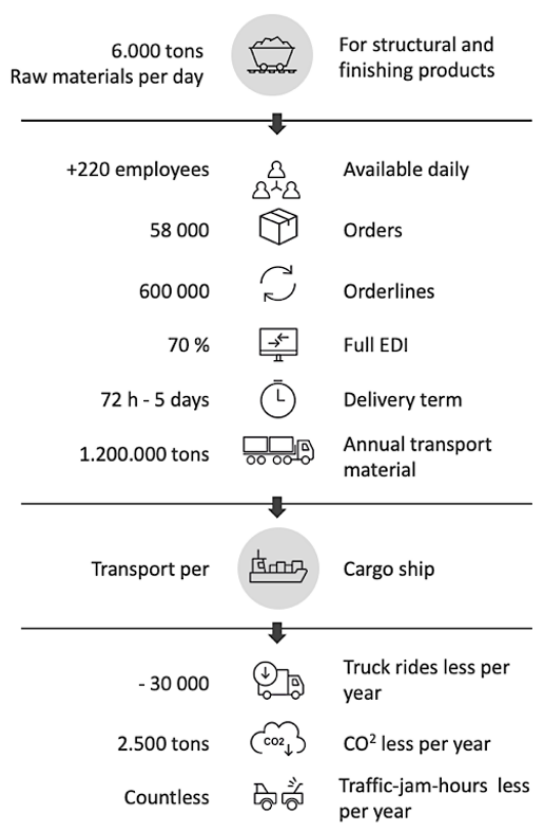 6.000 tons
Raw materials per day
For structural and
finishing products
+220 employees
Available daily
58 000
Orders
600 000
Orderlines
70 %
Full EDI
72 h - 5 days
Delivery term
1.200.000 tons
Annual transport
material
Transport per
Cargo ship
- 30 000
Truck rides less per
year
2.500 tons
CO2
CO² less per year
Countless
Traffic-jam-hours less
per year